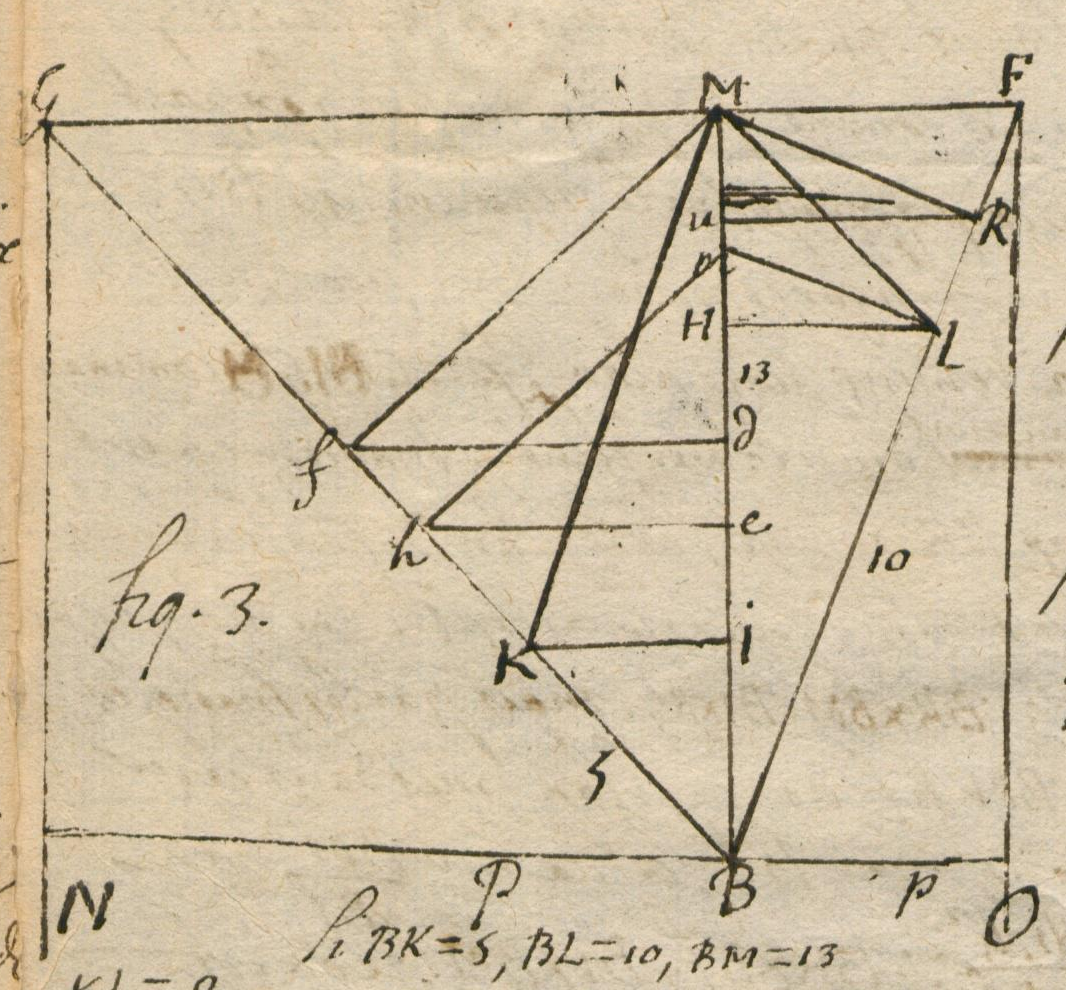 G M F
u R
H L
13
f d
h e
10
fig. 3.
K i
5
N P B p O
si BK=5, BL=10, BM=13